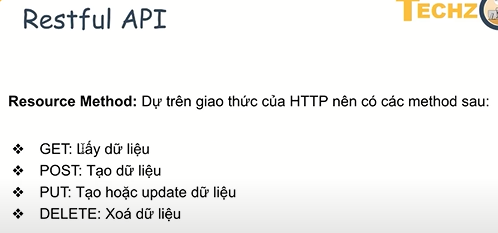 Restful API
TECHZ
Resource Method: Dự trên giao thức của HTTP nên có các method sau:
GET: Lấy dữ liệu
POST: Tạo dữ liệu
PUT: Tạo hoặc update dữ liệu
DELETE: Xoá dữ liệu